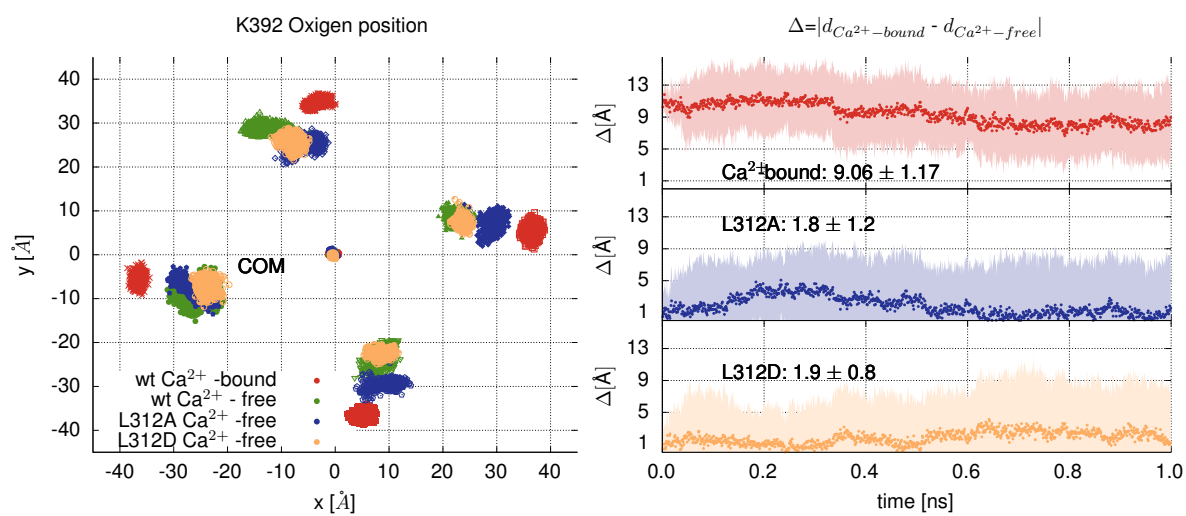 K392 Oxigen position
Δ=|d_{Ca²⁺−bound} - d_{Ca²⁺−free}|
y [Å]
40
30
20
10
0
-10
-20
-30
-40
COM
wt Ca²⁺ -bound
wt Ca²⁺ - free
L312A Ca²⁺ -free
L312D Ca²⁺ -free
-40 -30 -20 -10 0 10 20 30 40
x [Å]
Δ[Å]
13
9
5
1
Ca²⁺-bound: 9.06 ± 1.17
Δ[Å]
13
9
5
1
L312A: 1.8 ± 1.2
Δ[Å]
13
9
5
1
L312D: 1.9 ± 0.8
0.0 0.2 0.4 0.6 0.8 1.0
time [ns]